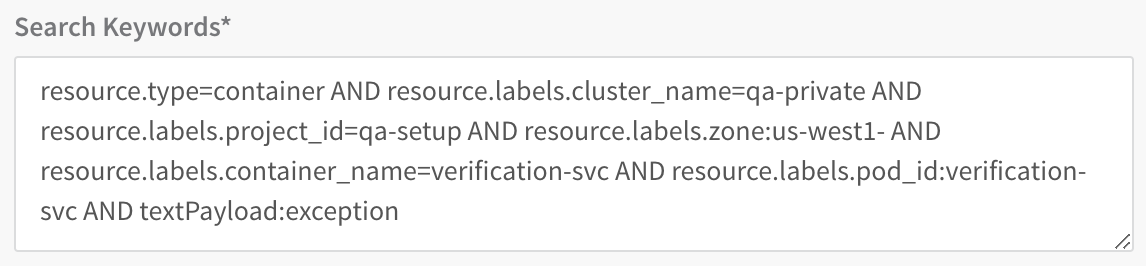 Search Keywords*
resource.type=container AND resource.labels.cluster_name=qa-private AND
resource.labels.project_id=qa-setup AND resource.labels.zone:us-west1- AND
resource.labels.container_name=verification-svc AND resource.labels.pod_id:verification-
svc AND textPayload:exception